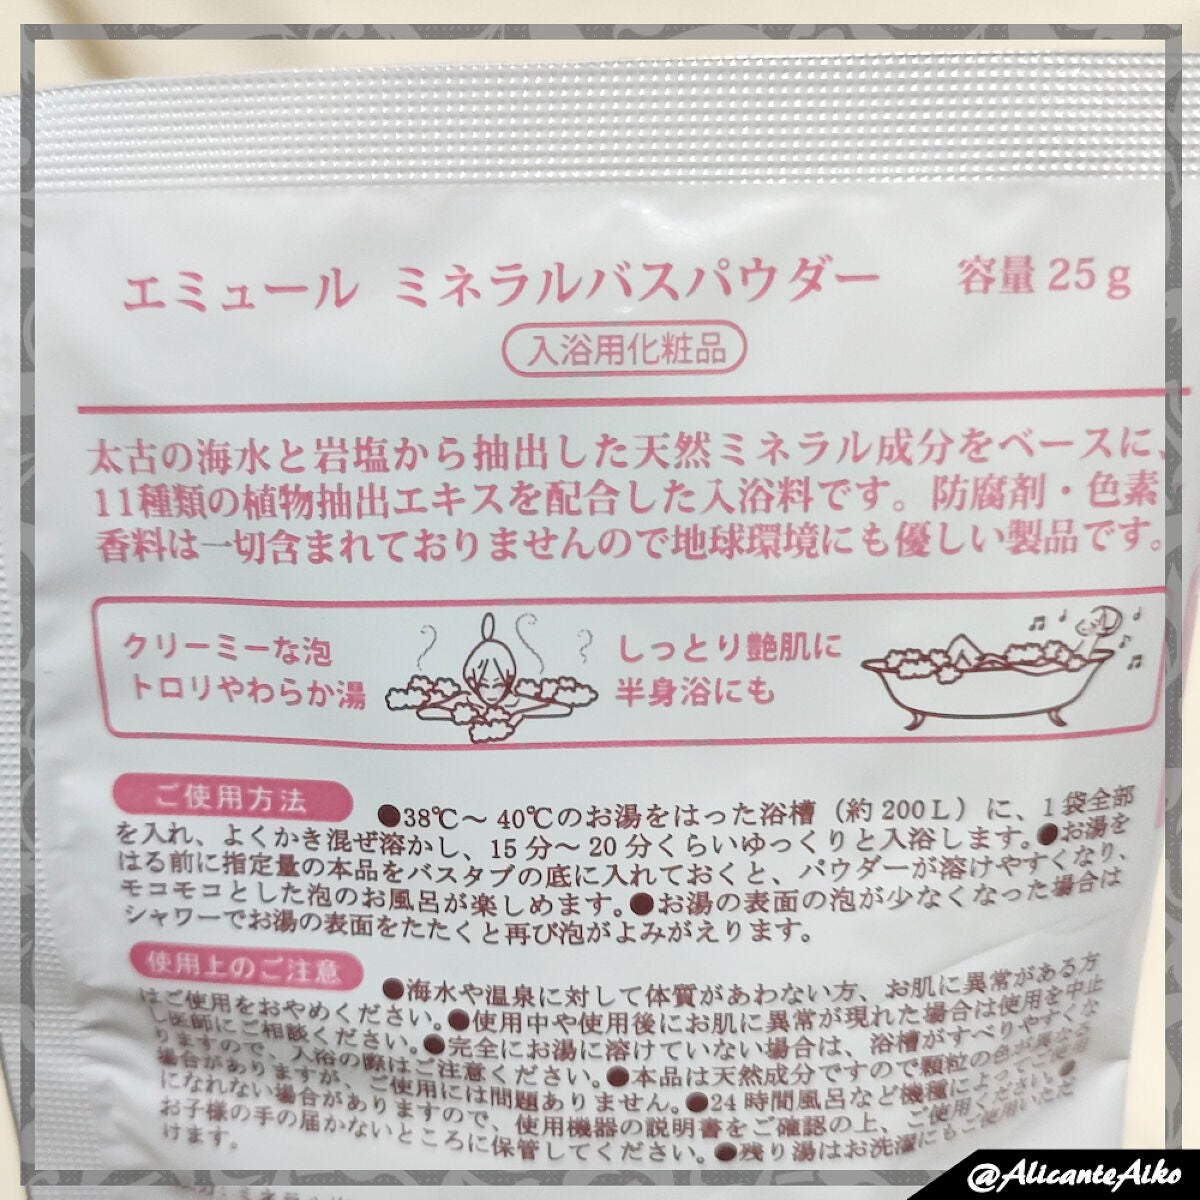 エミュール ミネラルバスパウダー 容量 25g
入浴用化粧品
太古の海水と岩塩から抽出した天然ミネラル成分をベースに、
11種類の植物抽出エキスを配合した入浴料です。防腐剤・色素
香料は一切含まれておりませんので地球環境にも優しい製品です。
クリーミーな泡
トロリやわらか湯
しっとり艶肌に
半身浴にも
ご使用方法 ●38℃～40℃のお湯をはった浴槽(約200L)に、1袋全部
を入れ、よくかき混ぜ溶かし、15分～20分くらいゆっくりと入浴します。●お湯を
はる前に指定量の本品をバスタブの底に入れておくと、パウダーが溶けやすくなり、
モコモコとした泡のお風呂が楽しめます。●お湯の表面の泡が少なくなった場合は
シャワーでお湯の表面をたたくと再び泡がよみがえります。
使用上のご注意 ●海水や温泉に対して体質があわない方、お肌に異常がある方
はご使用をおやめください。●使用中や使用後にお肌に異常が現れた場合は使用を中止
し医師にご相談ください。●完全にお湯に溶けていない場合は、浴槽がすべりやすくな
りますので、入浴の際はご注意ください。●本品は天然成分ですので顆粒の色が異なる
場合がありますが、ご使用には問題ありません。●24時間風呂など機種によってご使用
になれない場合がありますので、使用機器の説明書をご確認の上、ご使用ください。●
お子様の手の届かないところに保管してください。●残り湯はお洗濯にもご使用いただ
けます。
@AlicanteAiko